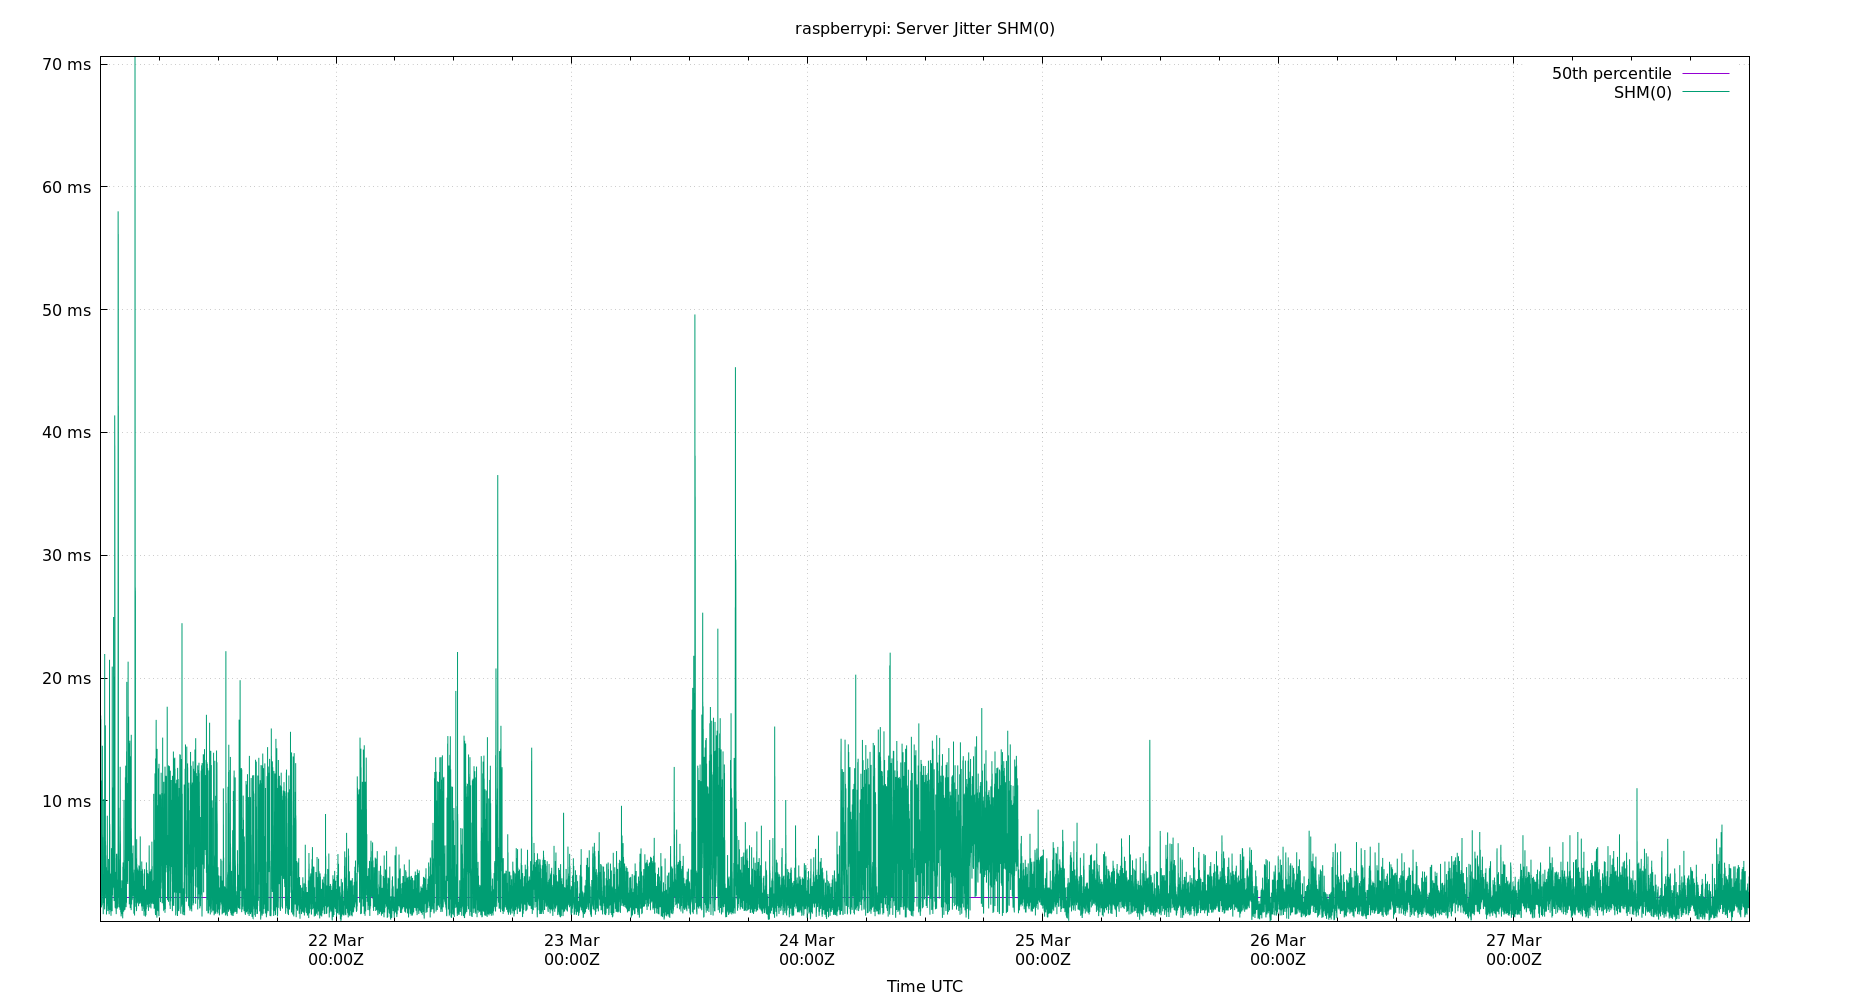 raspberrypi: Server Jitter SHM(0)
70 ms
60 ms
50 ms
40 ms
30 ms
20 ms
10 ms
50th percentile
SHM(0)
22 Mar
00:00Z
23 Mar
00:00Z
24 Mar
00:00Z
25 Mar
00:00Z
26 Mar
00:00Z
27 Mar
00:00Z
Time UTC